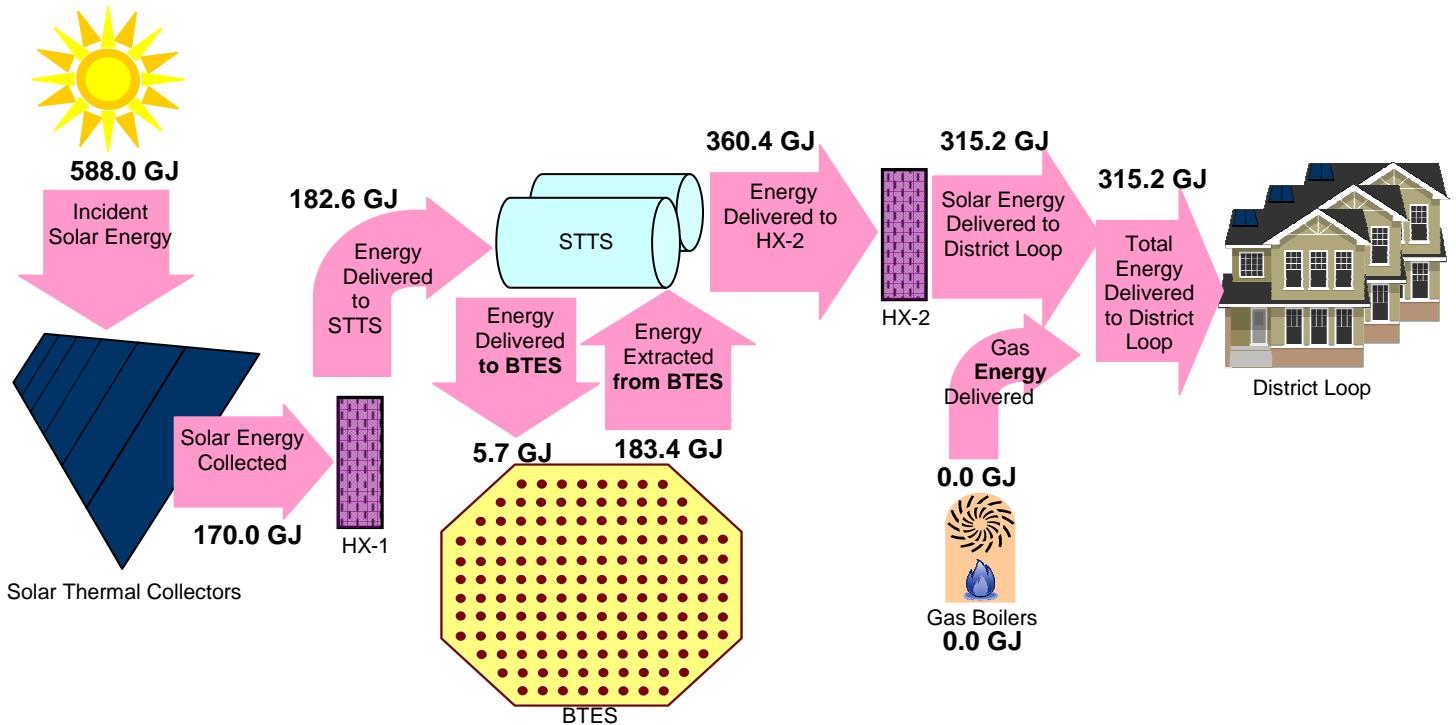 588.0 GJ
Incident
Solar Energy
Solar Thermal Collectors
Solar Energy
Collected
170.0 GJ
HX-1
182.6 GJ
Energy
Delivered
to
STTS
STTS
Energy
Delivered
to BTES
5.7 GJ
Energy
Extracted
from BTES
183.4 GJ
BTES
360.4 GJ
Energy
Delivered to
HX-2
HX-2
315.2 GJ
Solar Energy
Delivered to
District Loop
Gas
Energy
Delivered
0.0 GJ
Gas Boilers
0.0 GJ
315.2 GJ
Total
Energy
Delivered
to District
Loop
District Loop